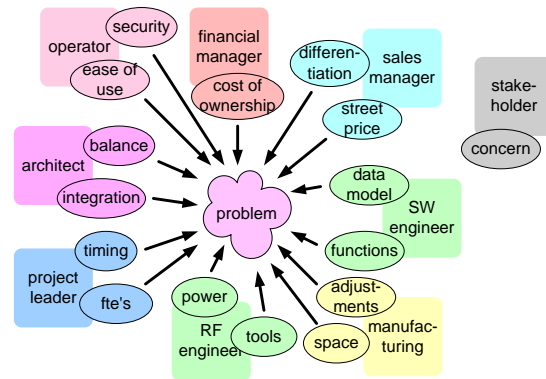 security
operator
ease of
use
financial
manager
cost of
ownership
differen-
tiation
sales
manager
street
price
stake-
holder
concern
balance
architect
integration
problem
data
model
SW
engineer
functions
timing
project
leader
fte's
power
RF
engineer
tools
adjust-
ments
space
manufac-
turing